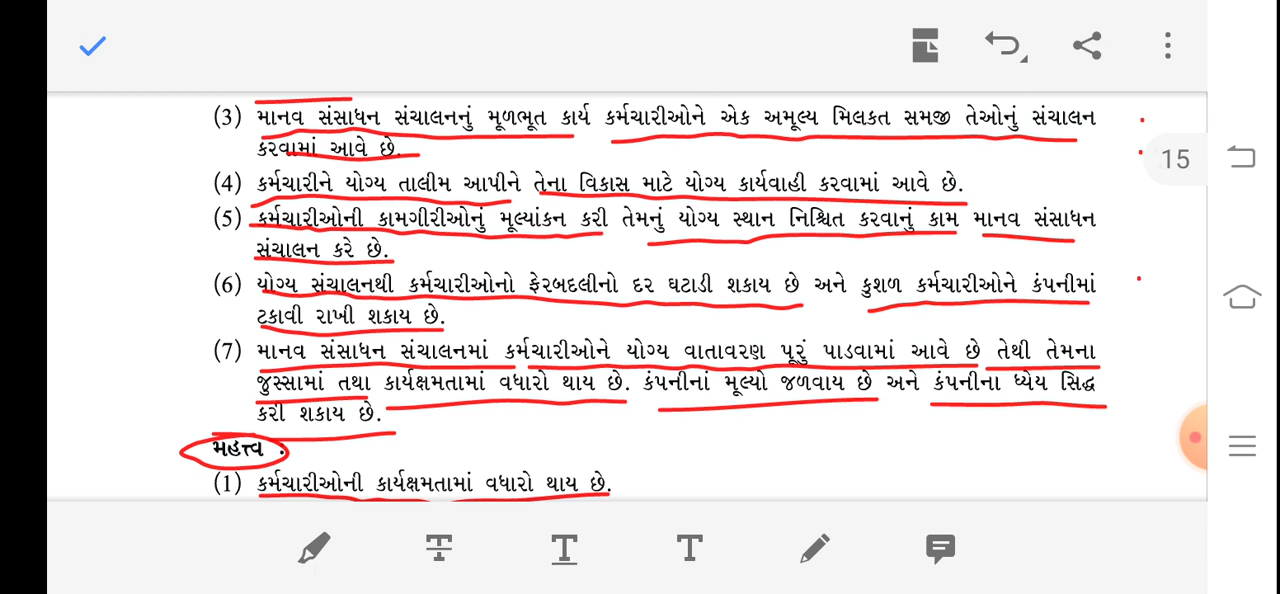 (3) માનવ સંસાધન સંચાલનનું મૂળભૂત કાર્ય કર્મચારીઓને એક અમૂલ્ય મિલકત સમજી તેઓનું સંચાલન
કરવામાં આવે છે.
15
(4) કર્મચારીને યોગ્ય તાલીમ આપીને તેના વિકાસ માટે યોગ્ય કાર્યવાહી કરવામાં આવે છે.
(5) કર્મચારીઓની કામગીરીઓનું મૂલ્યાંકન કરી તેમનું યોગ્ય સ્થાન નિશ્ચિત કરવાનું કામ માનવ સંસાધન
સંચાલન કરે છે.
(6) યોગ્ય સંચાલનથી કર્મચારીઓનો ફેરબદલીનો દર ઘટાડી શકાય છે અને કુશળ કર્મચારીઓને કંપનીમાં
ટકાવી રાખી શકાય છે.
(7) માનવ સંસાધન સંચાલનમાં કર્મચારીઓને યોગ્ય વાતાવરણ પૂરું પાડવામાં આવે છે તેથી તેમના
જુસ્સામાં તથા કાર્યક્ષમતામાં વધારો થાય છે. કંપનીનાં મૂલ્યો જળવાય છે અને કંપનીના ધ્યેય સિદ્ધ
કરી શકાય છે.
મહત્ત્વ :
(1) કર્મચારીઓની કાર્યક્ષમતામાં વધારો થાય છે.